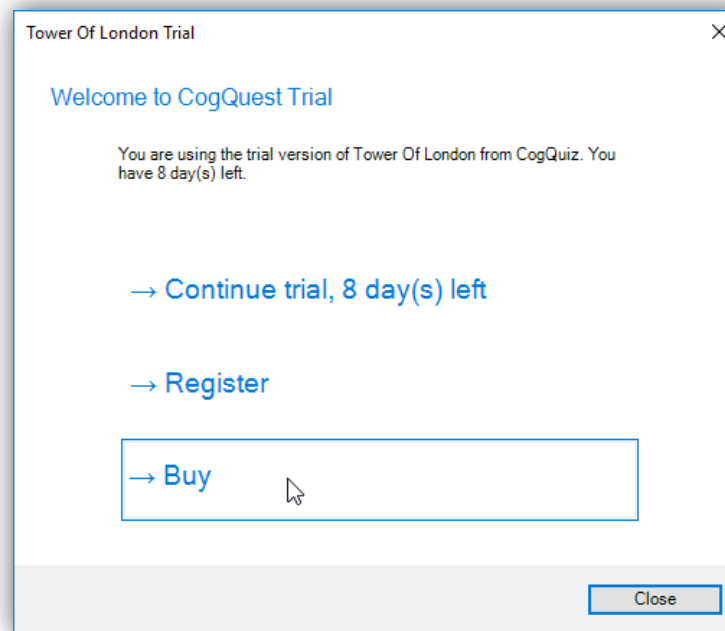 Tower Of London Trial
Welcome to CogQuest Trial
You are using the trial version of Tower Of London from CogQuiz. You
have 8 day(s) left.
→ Continue trial, 8 day(s) left
→ Register
→ Buy
Close